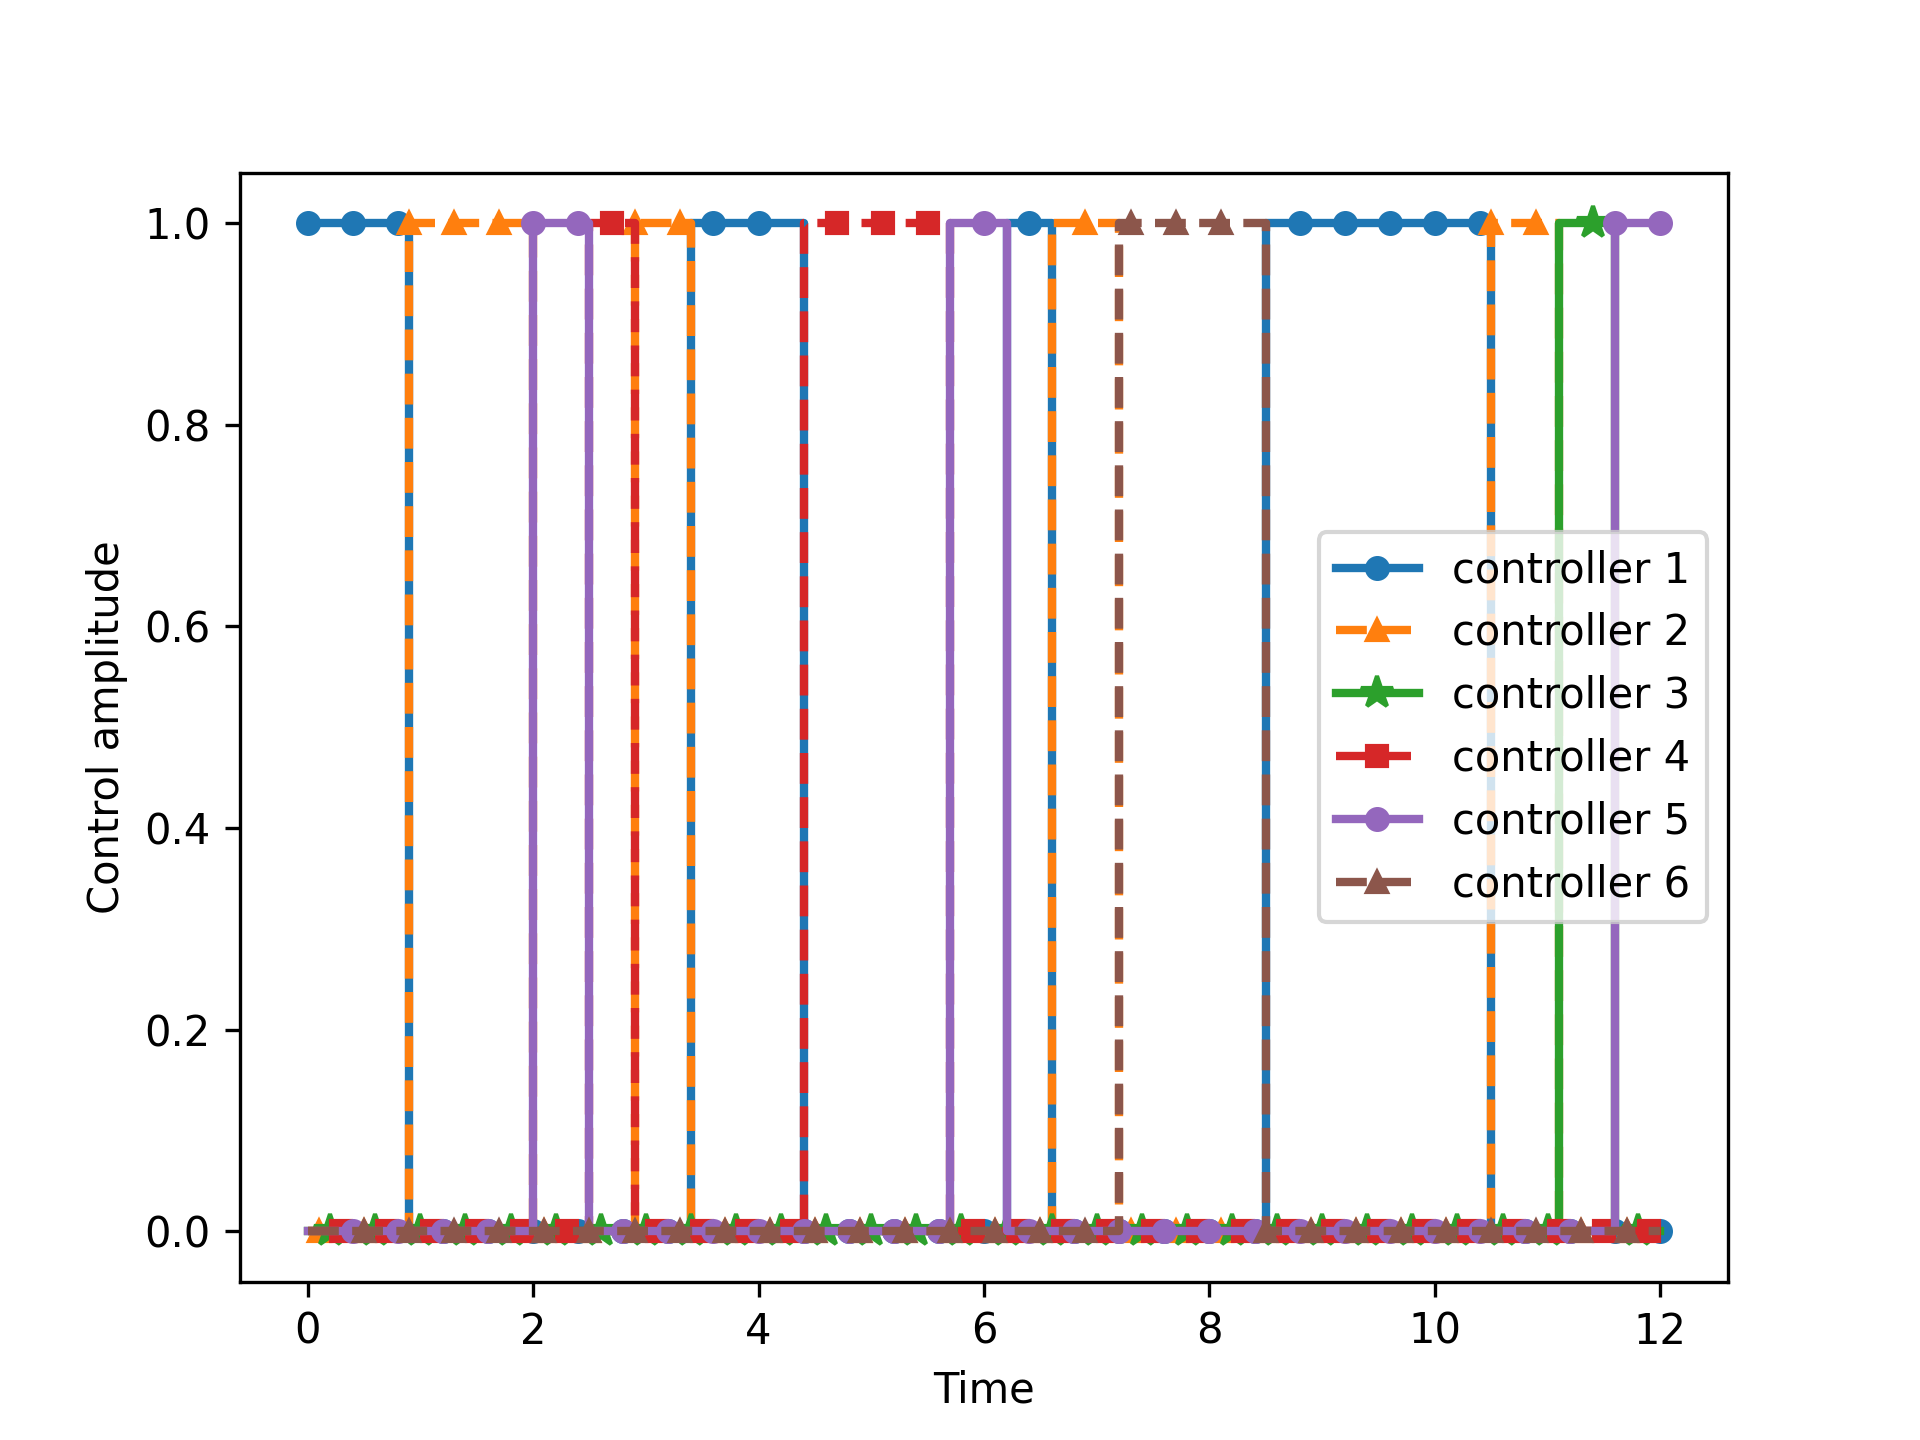 1.0
0.8
0.6
0.4
0.2
0.0
Control amplitude
controller 1
controller 2
controller 3
controller 4
controller 5
controller 6
0 2 4 6 8 10 12
Time